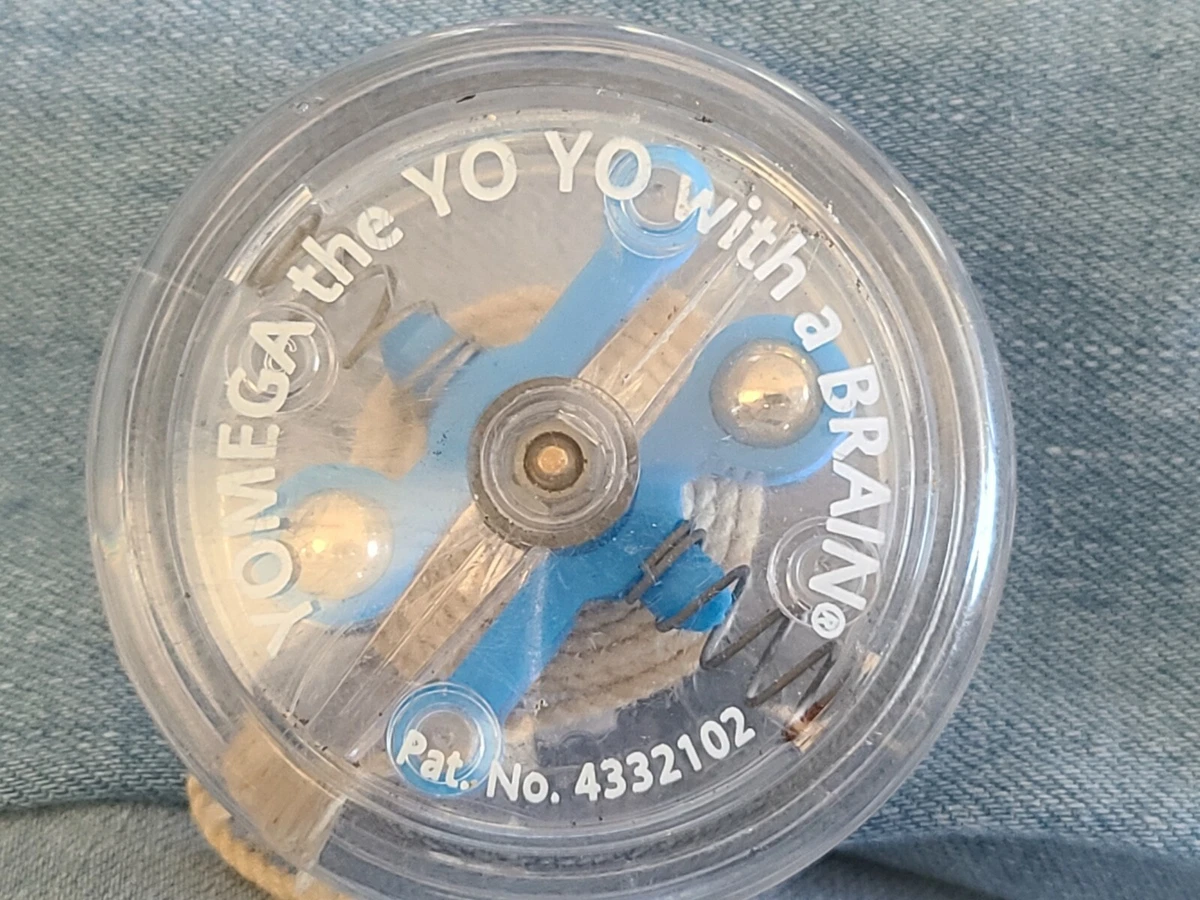 YOMEGA the YO YO with a BRAIN®
Pat. No. 4332102